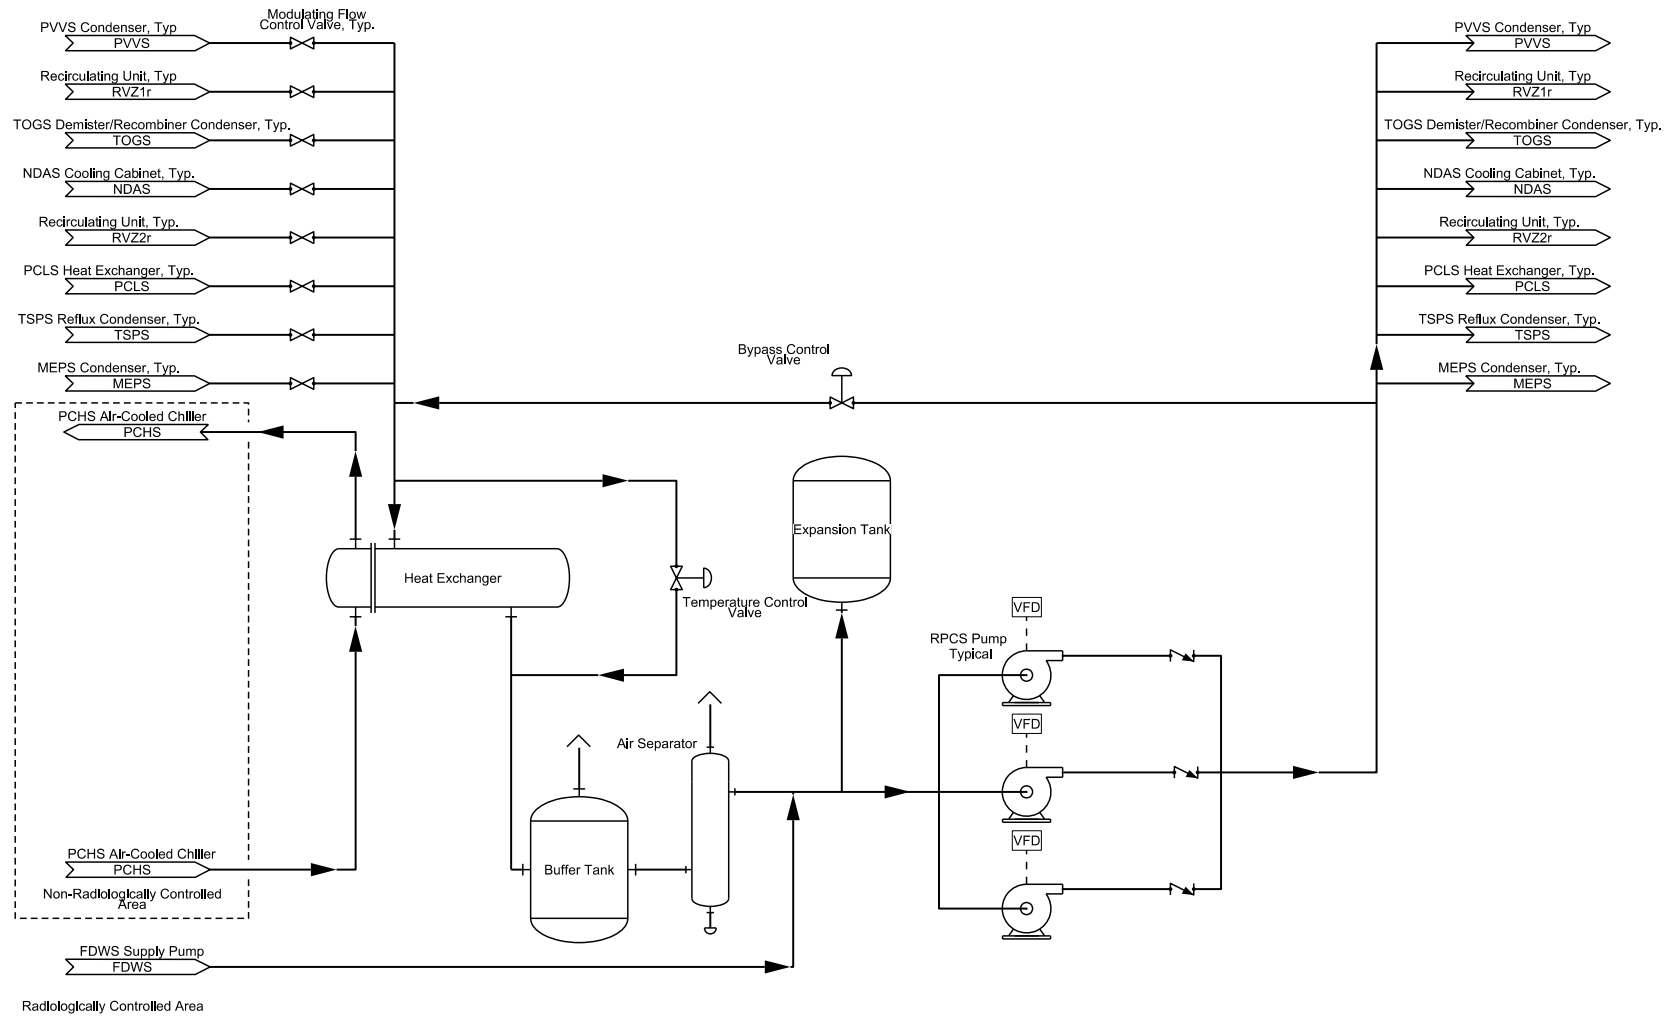 PVVS Condenser, Typ
PVVS
Modulating Flow
Control Valve, Typ.
Recirculating Unit, Typ
RVZ1r
TOGS Demister/Recombiner Condenser, Typ.
TOGS
NDAS Cooling Cabinet, Typ.
NDAS
Recirculating Unit, Typ.
RVZ2r
PCLS Heat Exchanger, Typ.
PCLS
TSPS Reflux Condenser, Typ.
TSPS
MEPS Condenser, Typ.
MEPS
PVVS Condenser, Typ
PVVS
Recirculating Unit, Typ
RVZ1r
TOGS Demister/Recombiner Condenser, Typ.
TOGS
NDAS Cooling Cabinet, Typ.
NDAS
Recirculating Unit, Typ.
RVZ2r
PCLS Heat Exchanger, Typ.
PCLS
TSPS Reflux Condenser, Typ.
TSPS
MEPS Condenser, Typ.
MEPS
Bypass Control
Valve
PCHS Air-Cooled Chiller
PCHS
Expansion Tank
Heat Exchanger
Temperature Control
Valve
VFD
RPCS Pump
Typical
VFD
Air Separator
VFD
Buffer Tank
PCHS Air-Cooled Chiller
PCHS
Non-Radiologically Controlled
Area
FDWS Supply Pump
FDWS
Radiologically Controlled Area